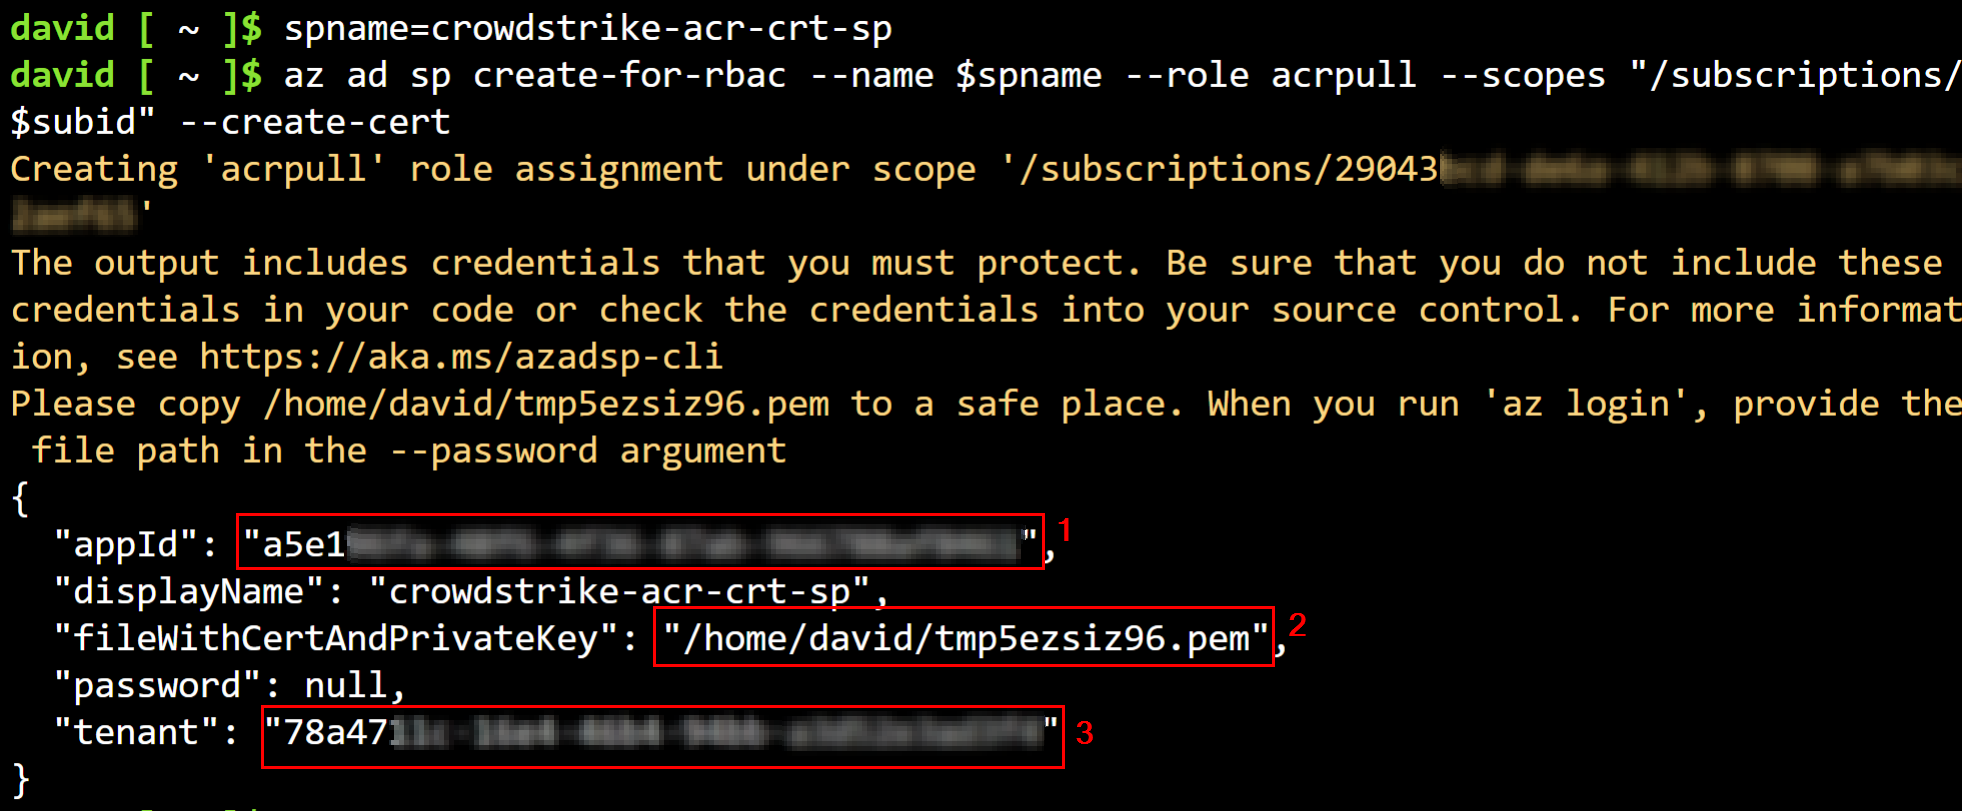 david [ ~ ]$ spname=crowdstrike-acr-crt-sp
david [ ~ ]$ az ad sp create-for-rbac --name $spname --role acrpull --scopes "/subscriptions/
$subid" --create-cert
Creating 'acrpull' role assignment under scope '/subscriptions/29043
'
The output includes credentials that you must protect. Be sure that you do not include these
credentials in your code or check the credentials into your source control. For more informat
ion, see https://aka.ms/azadsp-cli
Please copy /home/david/tmp5ezsiz96.pem to a safe place. When you run 'az login', provide the
file path in the --password argument
{
"appId": "a5e1", 1
"displayName": "crowdstrike-acr-crt-sp",
"fileWithCertAndPrivateKey": "/home/david/tmp5ezsiz96.pem", 2
"password": null,
"tenant": "78a47" 3
}